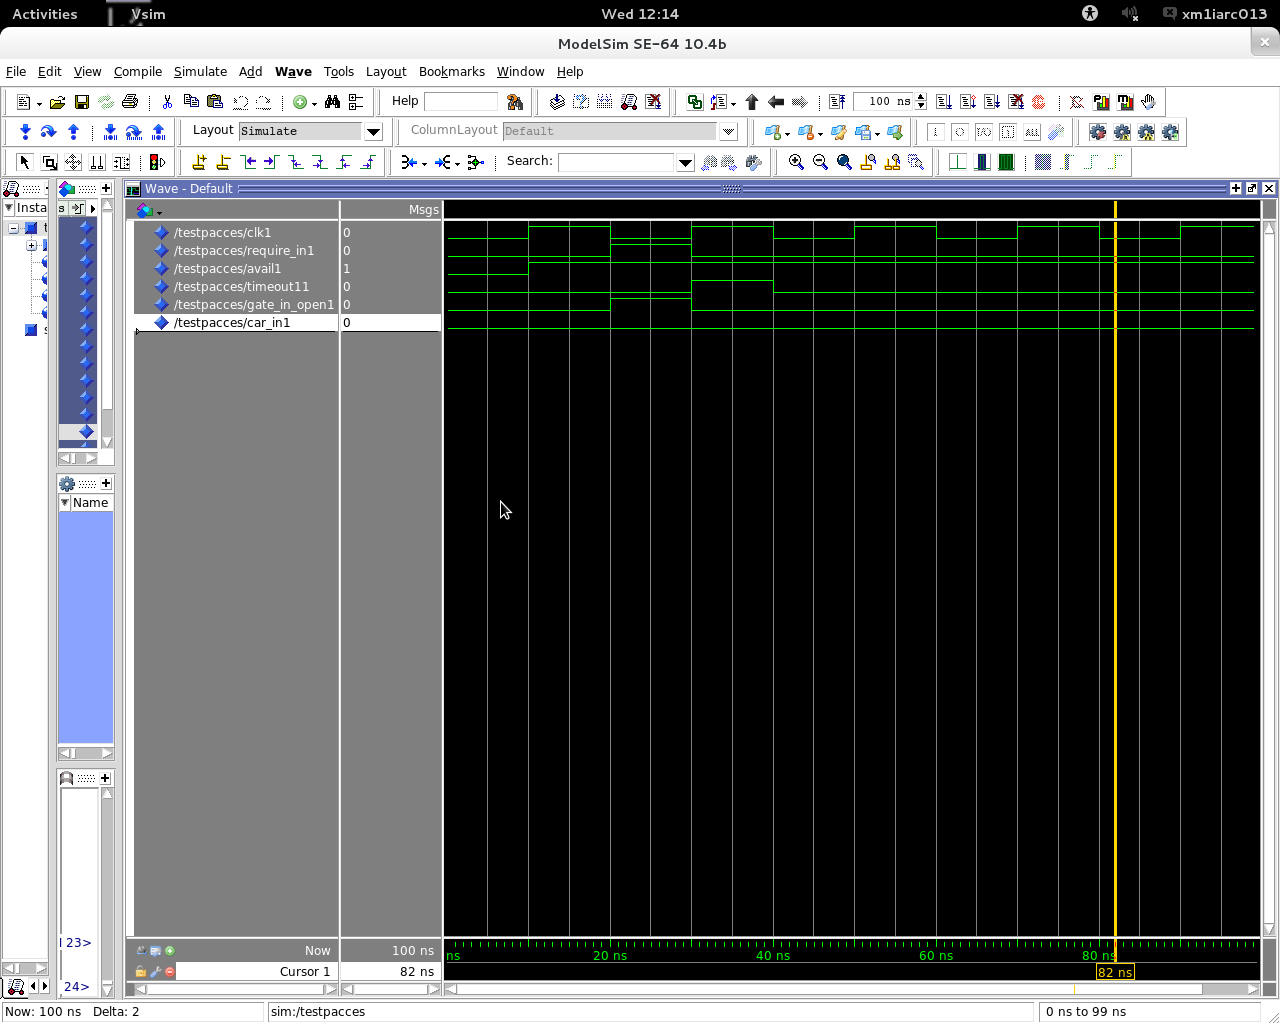 Activities Vsim Wed 12:14 xm1iarc013
ModelSim SE-64 10.4b
File Edit View Compile Simulate Add Wave Tools Layout Bookmarks Window Help
Help 100 ns
Layout Simulate ColumnLayout Default ALL
Search:
Wave - Default
Insta s Msgs
/testpacces/clk1 0
/testpacces/require_in1 0
/testpacces/avail1 1
/testpacces/timeout11 0
/testpacces/gate_in_open1 0
/testpacces/car_in1 0
Name
l 23>
Now 100 ns ns 20 ns 40 ns 60 ns 80 ns
Cursor 1 82 ns 82 ns
24>
Now: 100 ns Delta: 2 sim:/testpacces 0 ns to 99 ns